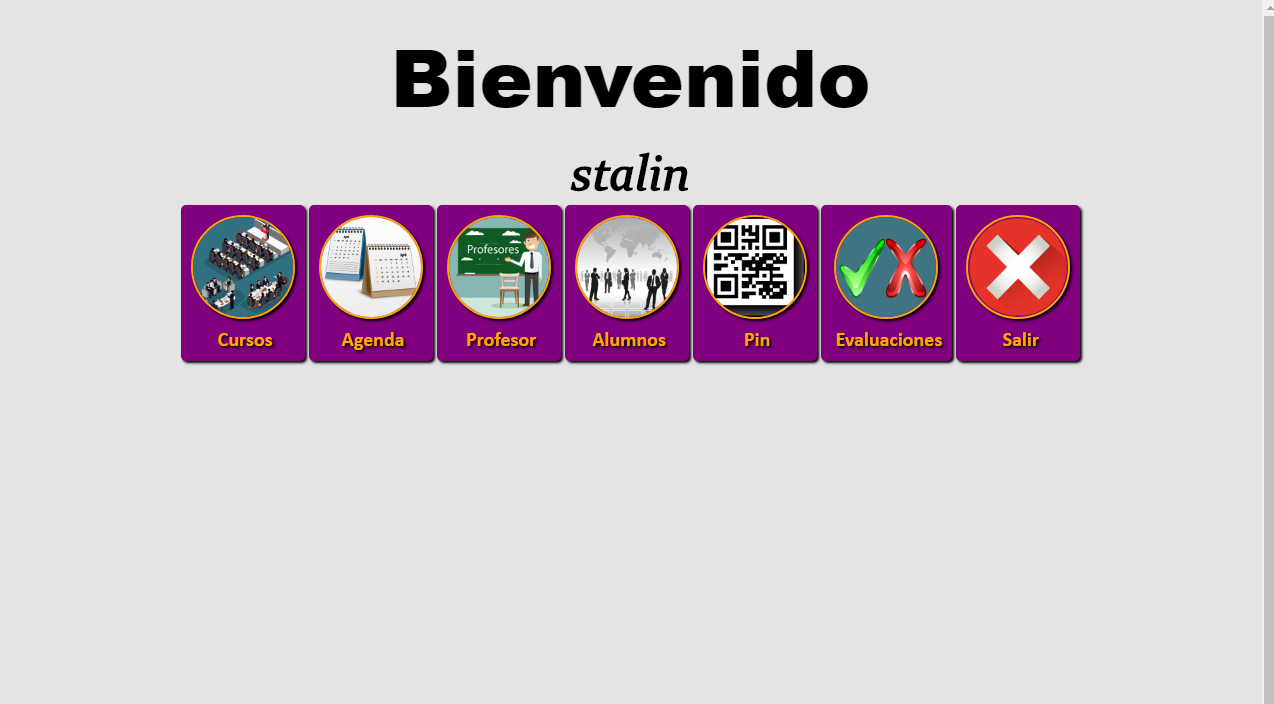 Bienvenido
stalin
Profesores
Cursos
Agenda
Profesor
Alumnos
Pin
Evaluaciones
Salir